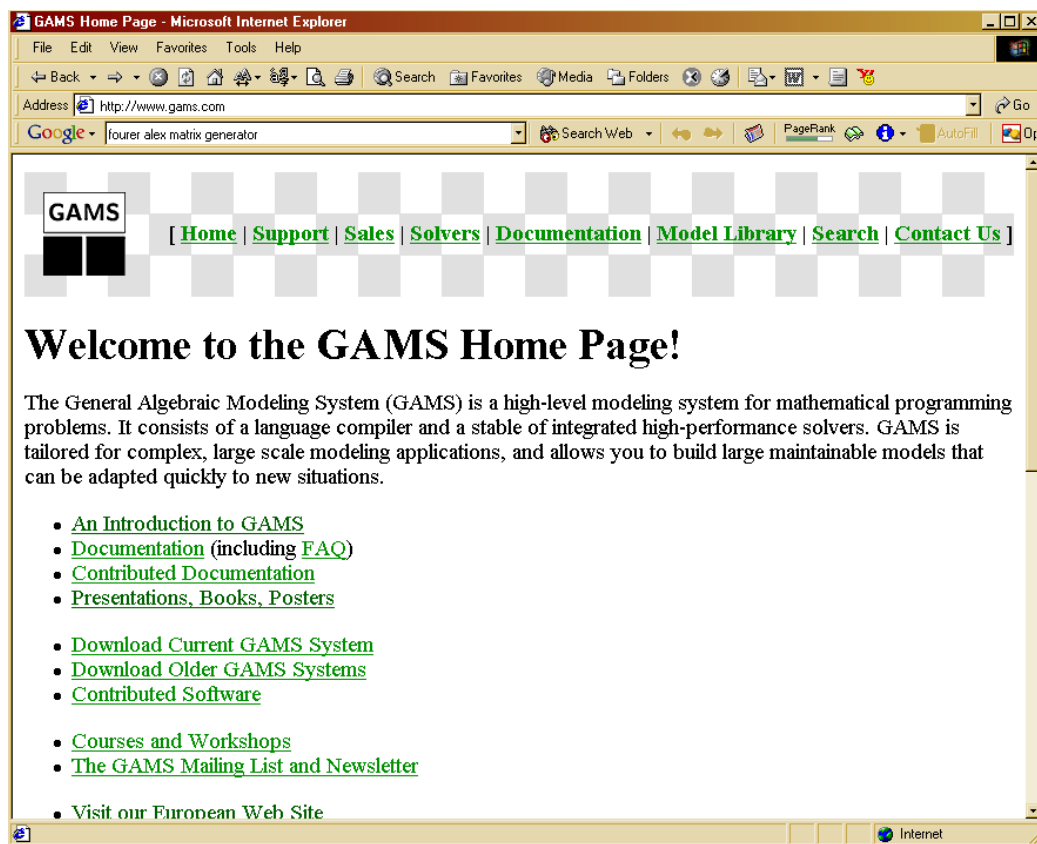 GAMS Home Page - Microsoft Internet Explorer
File Edit View Favorites Tools Help
Back Search Favorites Media Folders
Address http://www.gams.com Go
Google fourer alex matrix generator Search Web PageRank AutoFill Op
GAMS
[ Home | Support | Sales | Solvers | Documentation | Model Library | Search | Contact Us ]
Welcome to the GAMS Home Page!
The General Algebraic Modeling System (GAMS) is a high-level modeling system for mathematical programming
problems. It consists of a language compiler and a stable of integrated high-performance solvers. GAMS is
tailored for complex, large scale modeling applications, and allows you to build large maintainable models that
can be adapted quickly to new situations.
• An Introduction to GAMS
• Documentation (including FAQ)
• Contributed Documentation
• Presentations, Books, Posters
• Download Current GAMS System
• Download Older GAMS Systems
• Contributed Software
• Courses and Workshops
• The GAMS Mailing List and Newsletter
• Visit our European Web Site
Internet